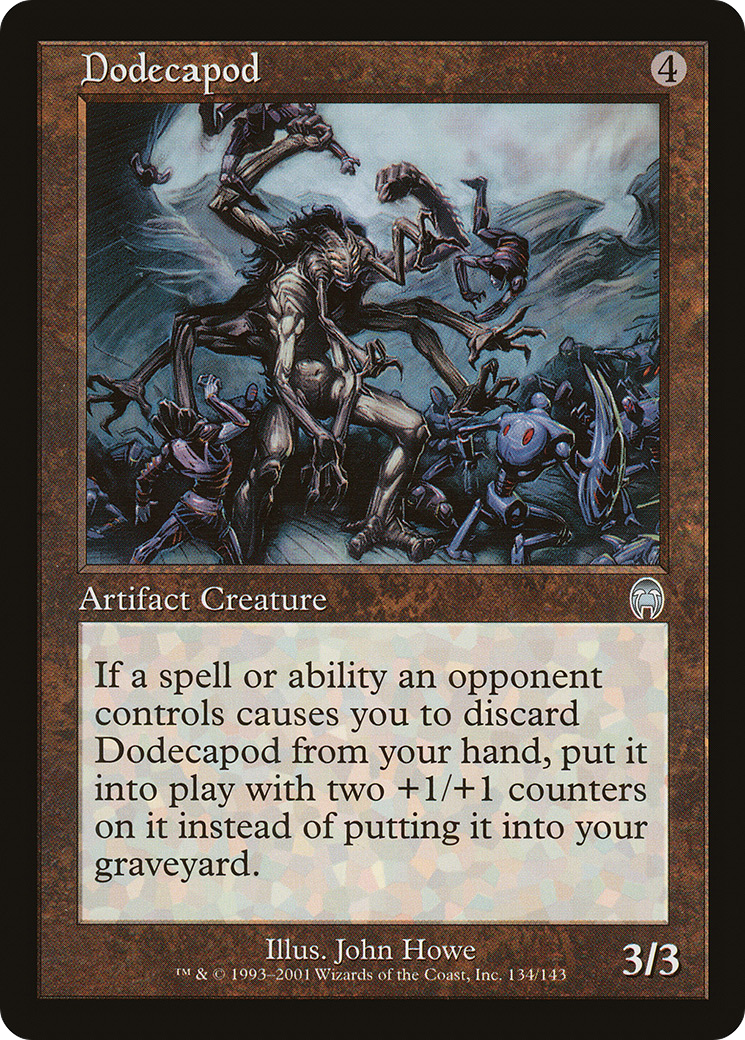 Dodecapod 4
Artifact Creature
If a spell or ability an opponent
controls causes you to discard
Dodecapod from your hand, put it
into play with two +1/+1 counters
on it instead of putting it into your
graveyard.
Illus. John Howe
™ & © 1993–2001 Wizards of the Coast, Inc. 134/143
3/3